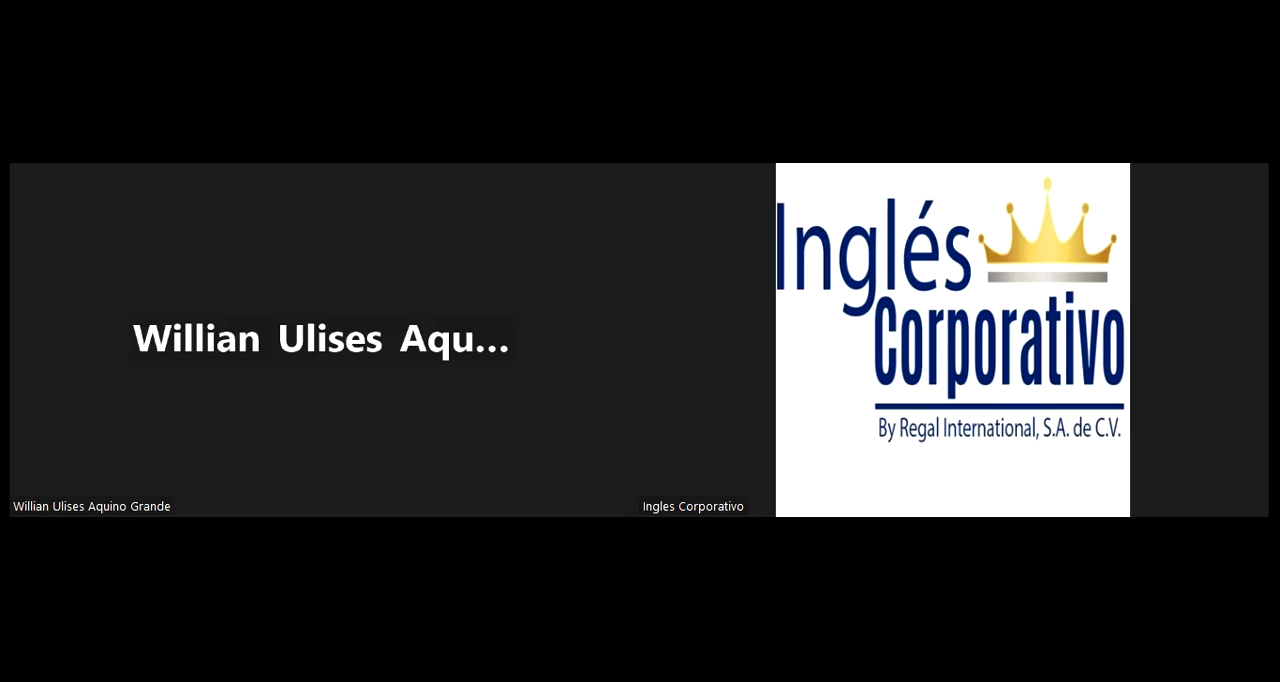 Willian Ulises Aqu...
Willian Ulises Aquino Grande
Inglés
Corporativo
By Regal International, S.A. de C.V.
Ingles Corporativo